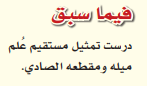 فيما سبق
درست تمثيل مستقيم عُلم
ميله ومقطعه الصادي.